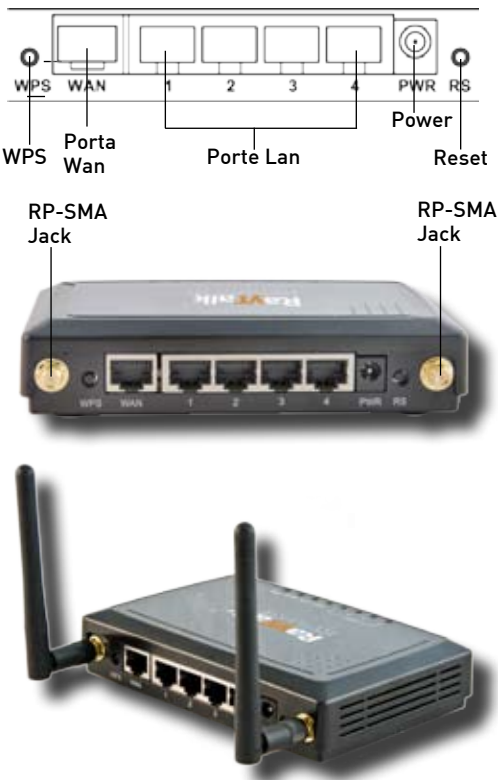 WPS WAN 1 2 3 4 PWR RS
WPS Porta Wan Porte Lan Power Reset
RP-SMA Jack
RP-SMA Jack
RayTalk
WPS WAN 1 2 3 4 PWR RS